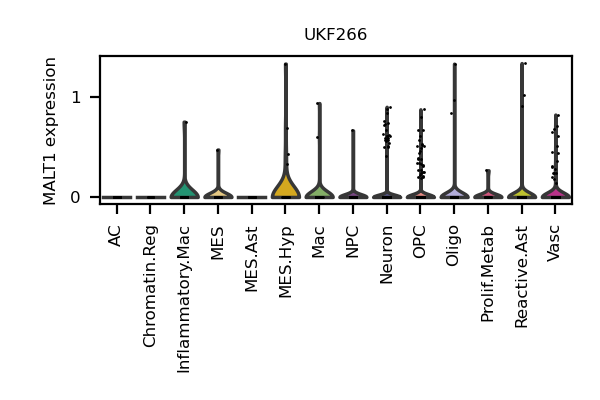 UKF266
MALT1 expression
1
0
AC
Chromatin.Reg
Inflammatory.Mac
MES
MES.Ast
MES.Hyp
Mac
NPC
Neuron
OPC
Oligo
Prolif.Metab
Reactive.Ast
Vasc